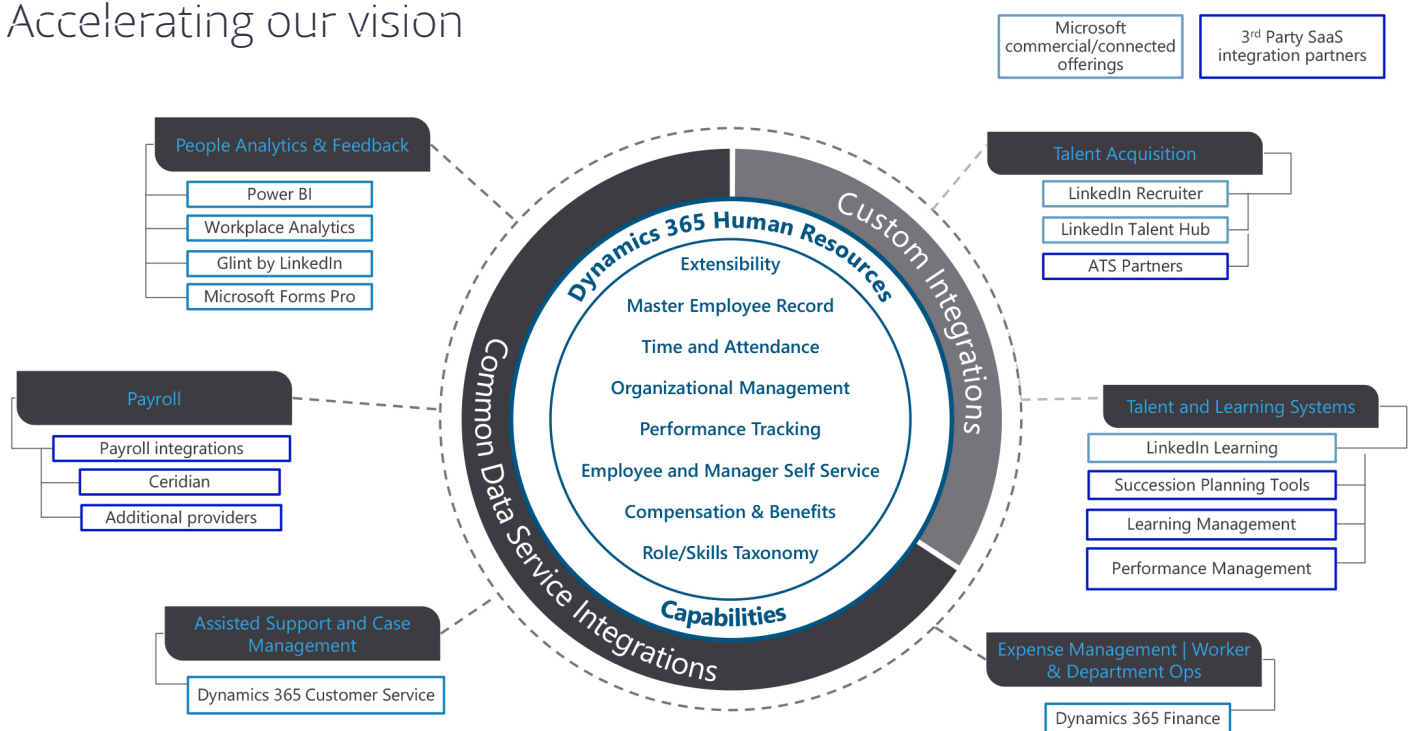 Accelerating our vision
Microsoft
commercial/connected
offerings
3rd Party SaaS
integration partners
People Analytics & Feedback
Power BI
Workplace Analytics
Glint by LinkedIn
Microsoft Forms Pro
Payroll
Payroll integrations
Ceridian
Additional providers
Assisted Support and Case
Management
Dynamics 365 Customer Service
Common Data Service Integrations
Custom Integrations
Dynamics 365 Human Resources
Extensibility
Master Employee Record
Time and Attendance
Organizational Management
Performance Tracking
Employee and Manager Self Service
Compensation & Benefits
Role/Skills Taxonomy
Capabilities
Talent Acquisition
LinkedIn Recruiter
LinkedIn Talent Hub
ATS Partners
Talent and Learning Systems
LinkedIn Learning
Succession Planning Tools
Learning Management
Performance Management
Expense Management | Worker
& Department Ops
Dynamics 365 Finance